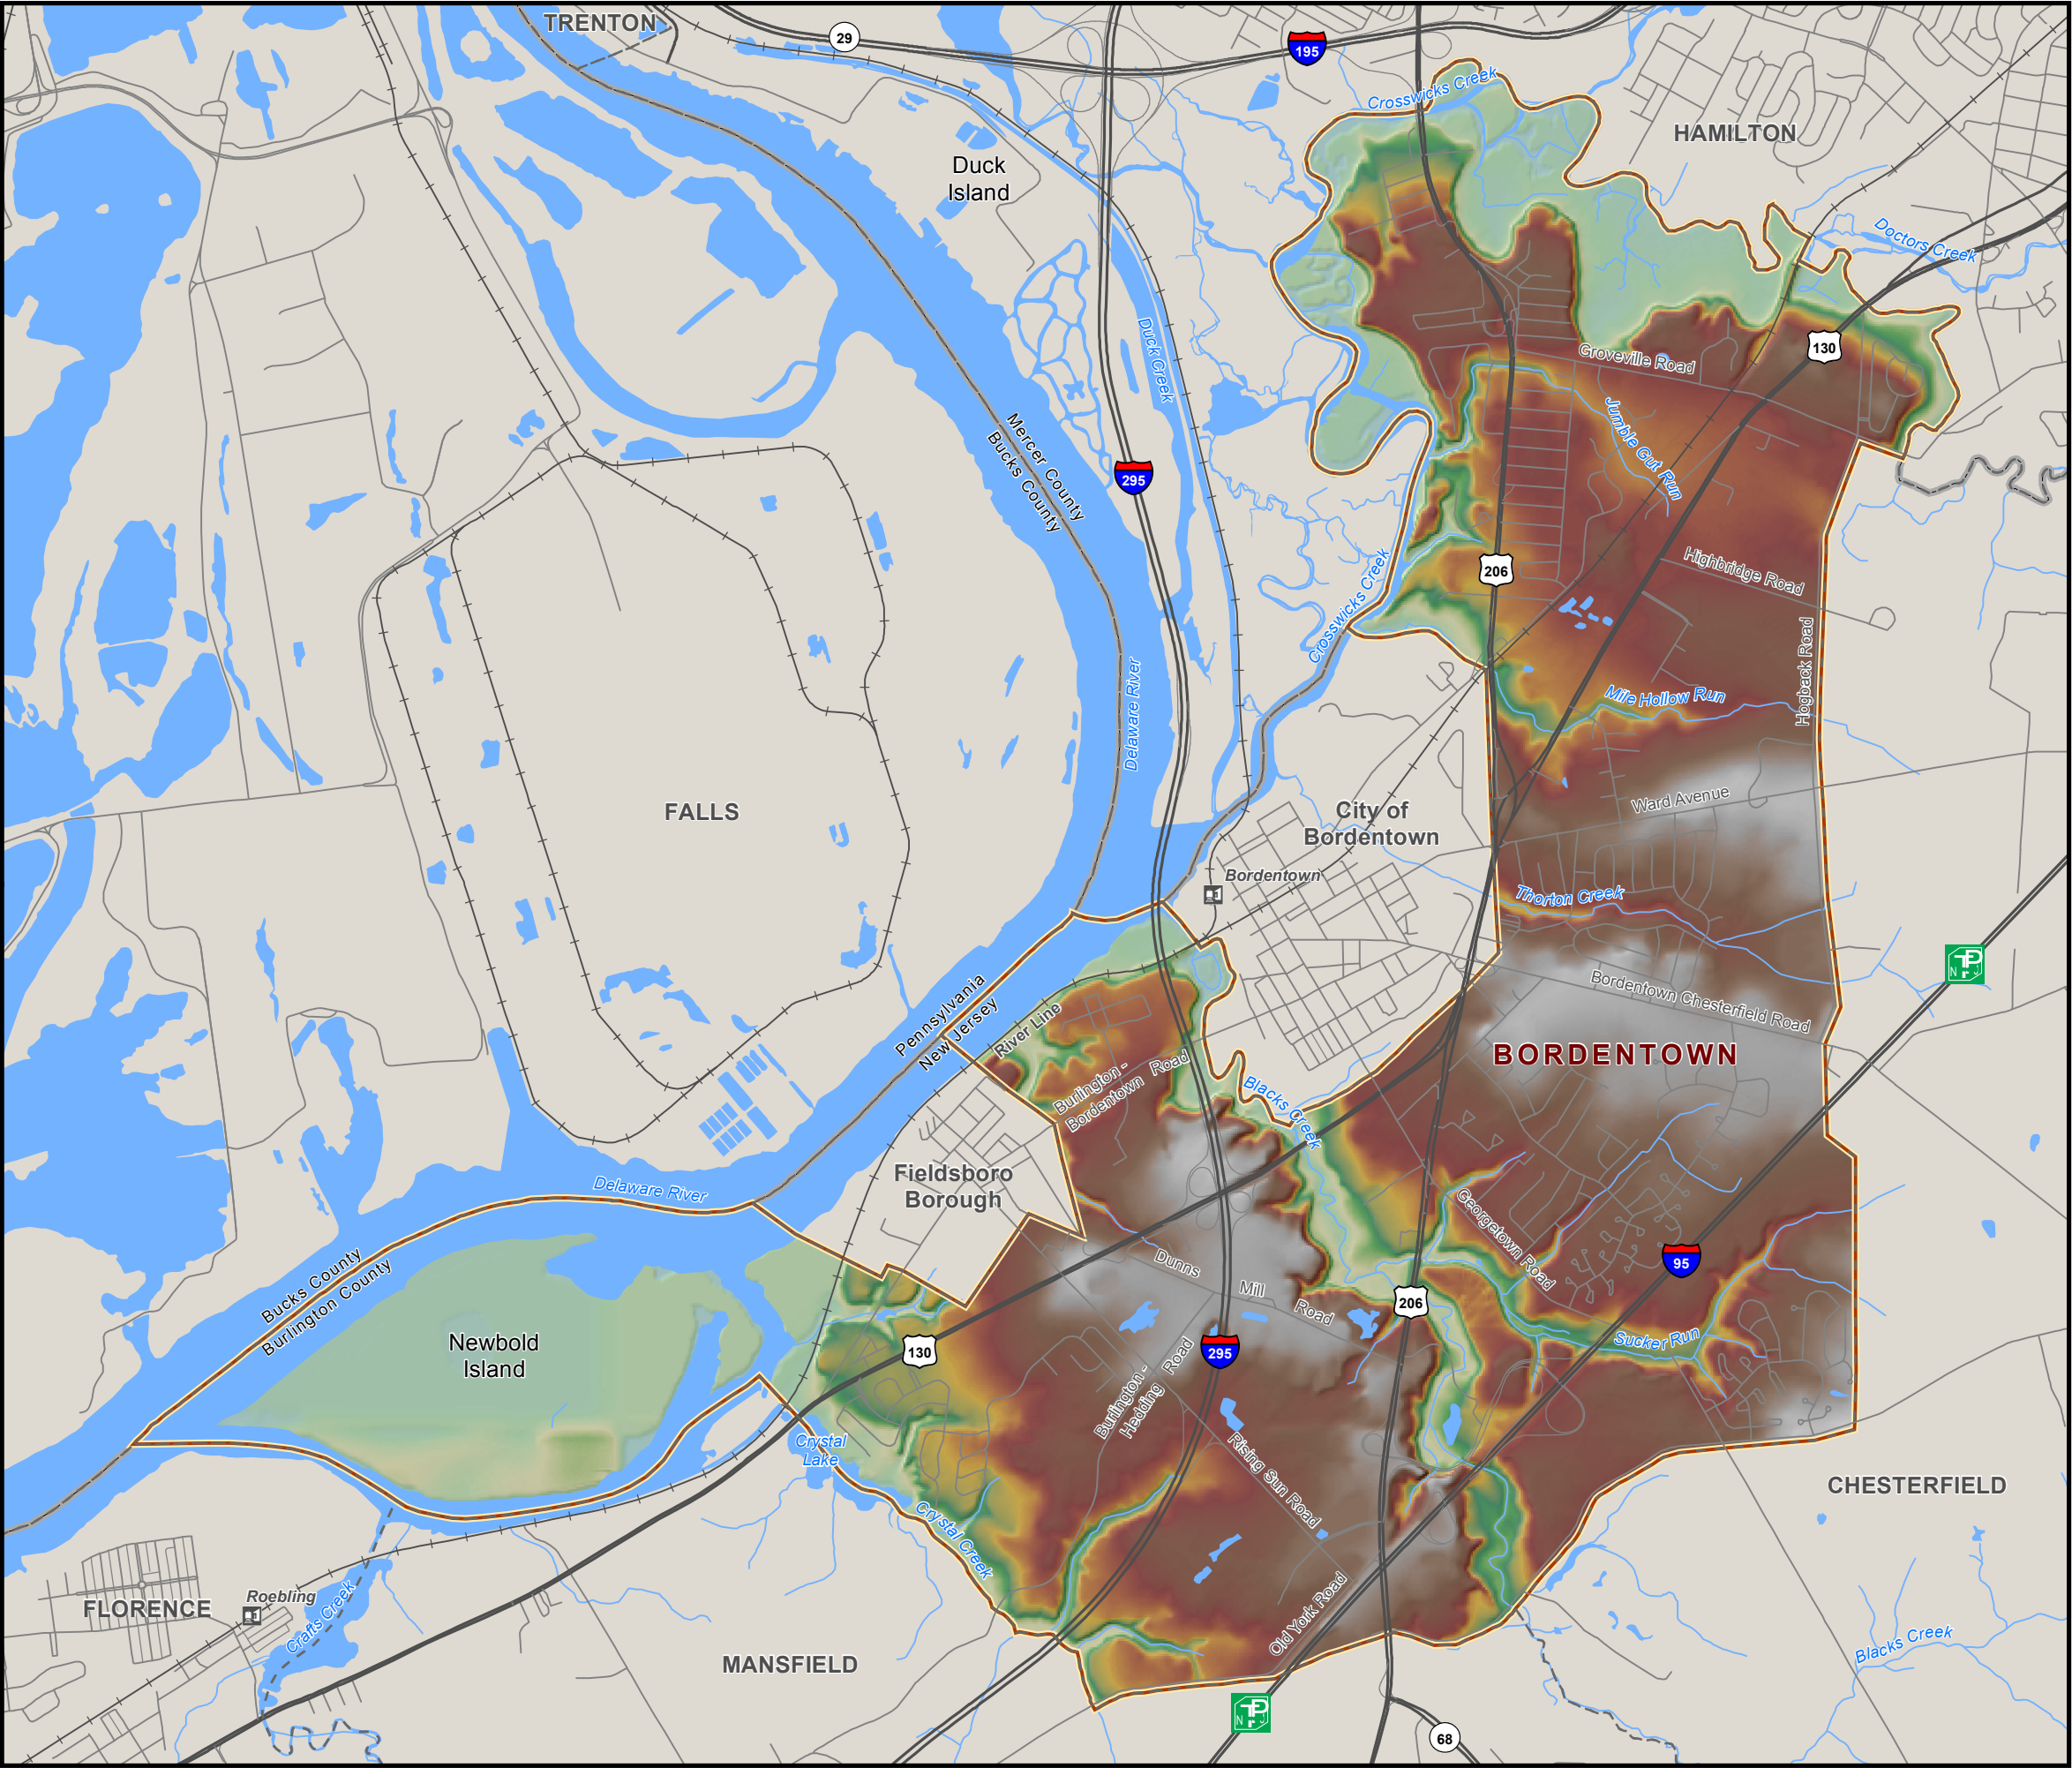 TRENTON
29
195
Crosswicks Creek
HAMILTON
Duck
Island
Doctors Creek
Duck Creek
130
Groveville Road
Jumble Gut Run
Mercer County
Bucks County
295
206
Highbridge Road
Crosswicks Creek
Hogback Road
Mile Hollow Run
Delaware River
FALLS
City of
Bordentown
Ward Avenue
Bordentown
Thorton Creek
NJTP
Bordentown Chesterfield Road
Pennsylvania
New Jersey
River Line
BORDENTOWN
Burlington -
Bordentown Road
Blacks Creek
Fieldsboro
Borough
Delaware River
Georgetown Road
95
Dunns Mill Road
Bucks County
Burlington County
206
Newbold
Island
130
295
Sucker Run
Burlington -
Hedding Road
Crystal
Lake
Rising Sun Road
CHESTERFIELD
Crystal Creek
Roebling
FLORENCE
Crafts Creek
Old York Road
Blacks Creek
MANSFIELD
NJTP
68